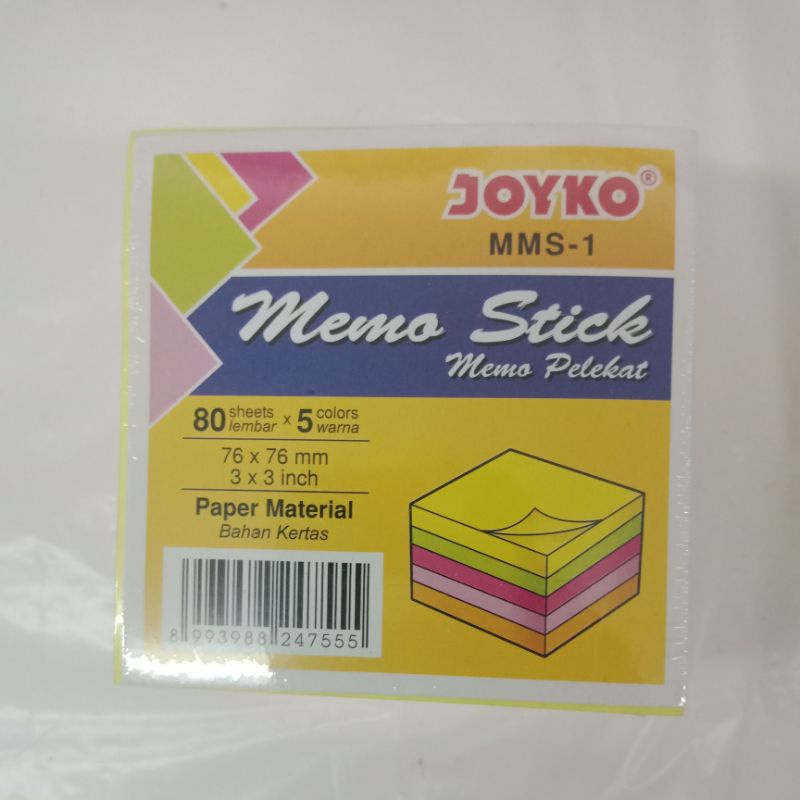 JOYKO®
MMS-1
Memo Stick
Memo Pelekat
80 sheets lembar x 5 colors warna
76 x 76 mm
3 x 3 inch
Paper Material
Bahan Kertas
8 993988 247555